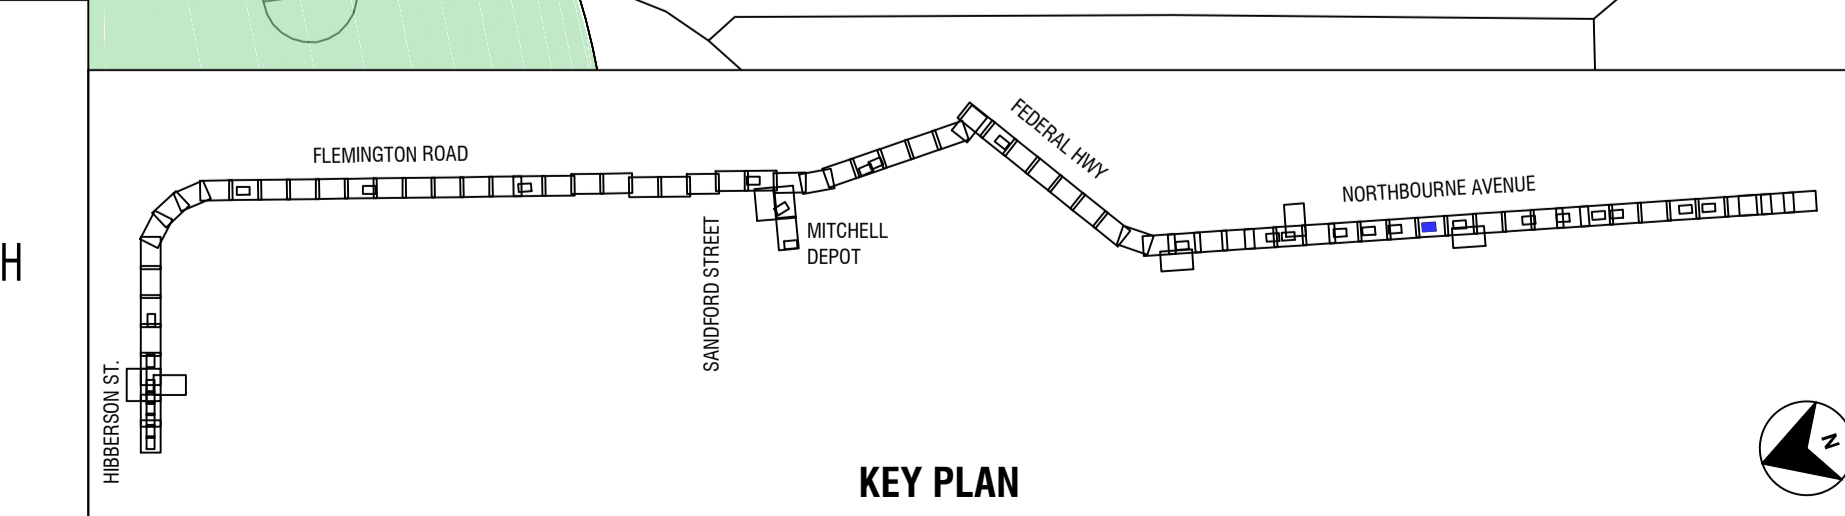 FLEMINGTON ROAD
FEDERAL HWY
NORTHBOURNE AVENUE
SANDFORD STREET
MITCHELL
DEPOT
H
HIBBERSON ST.
KEY PLAN
N